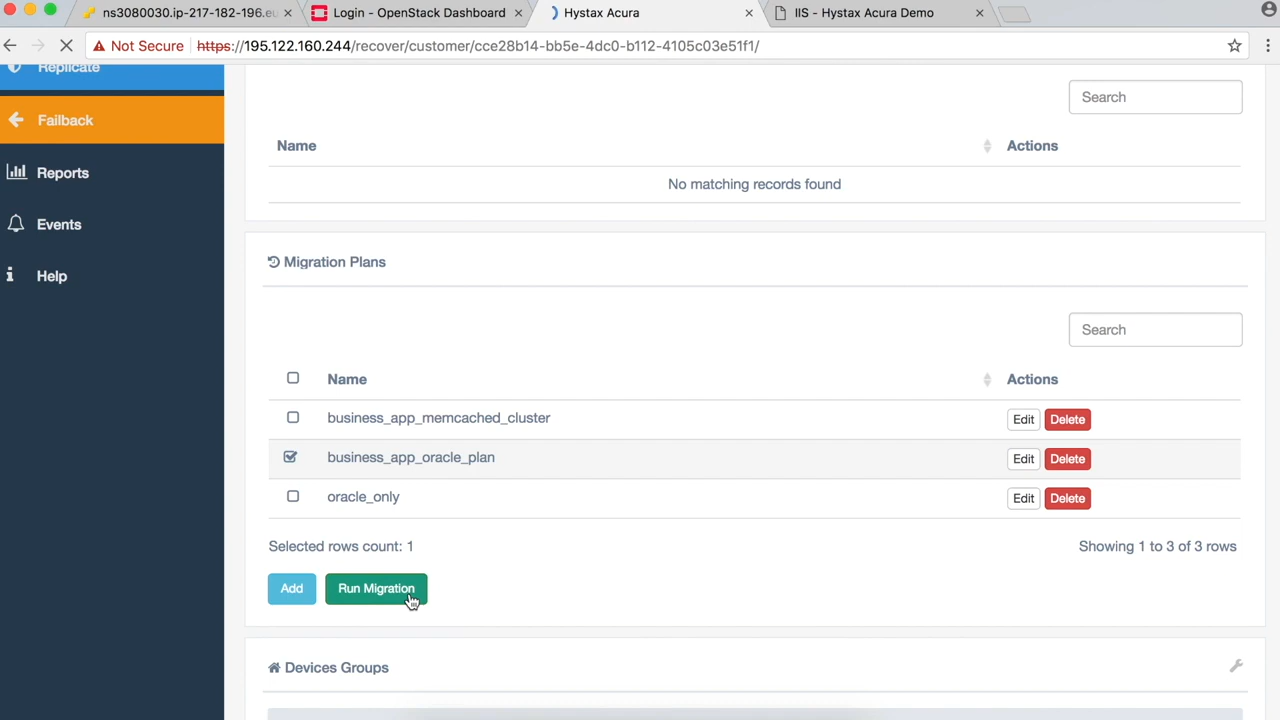 ns3080030.ip-217-182-196.eu
Login - OpenStack Dashboard
Hystax Acura
IIS - Hystax Acura Demo
Not Secure
https://195.122.160.244/recover/customer/cce28b14-bb5e-4dc0-b112-4105c03e51f1/
Replicate
Failback
Reports
Events
Help
Search
Name
Actions
No matching records found
Migration Plans
Search
Name
Actions
business_app_memcached_cluster
Edit
Delete
business_app_oracle_plan
Edit
Delete
oracle_only
Edit
Delete
Selected rows count: 1
Showing 1 to 3 of 3 rows
Add
Run Migration
Devices Groups